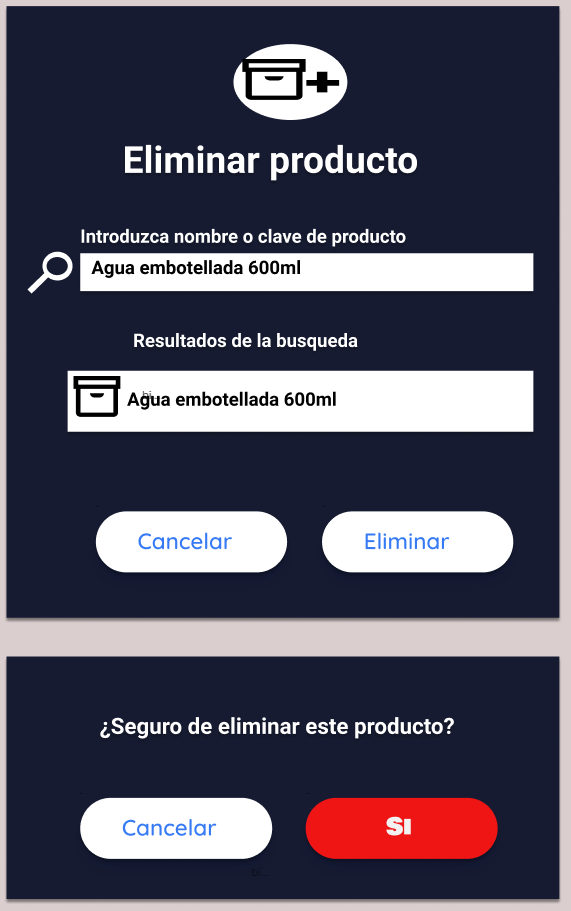 Eliminar producto
Introduzca nombre o clave de producto
Agua embotellada 600ml
Resultados de la busqueda
Agua embotellada 600ml
Cancelar
Eliminar
¿Seguro de eliminar este producto?
Cancelar
SI